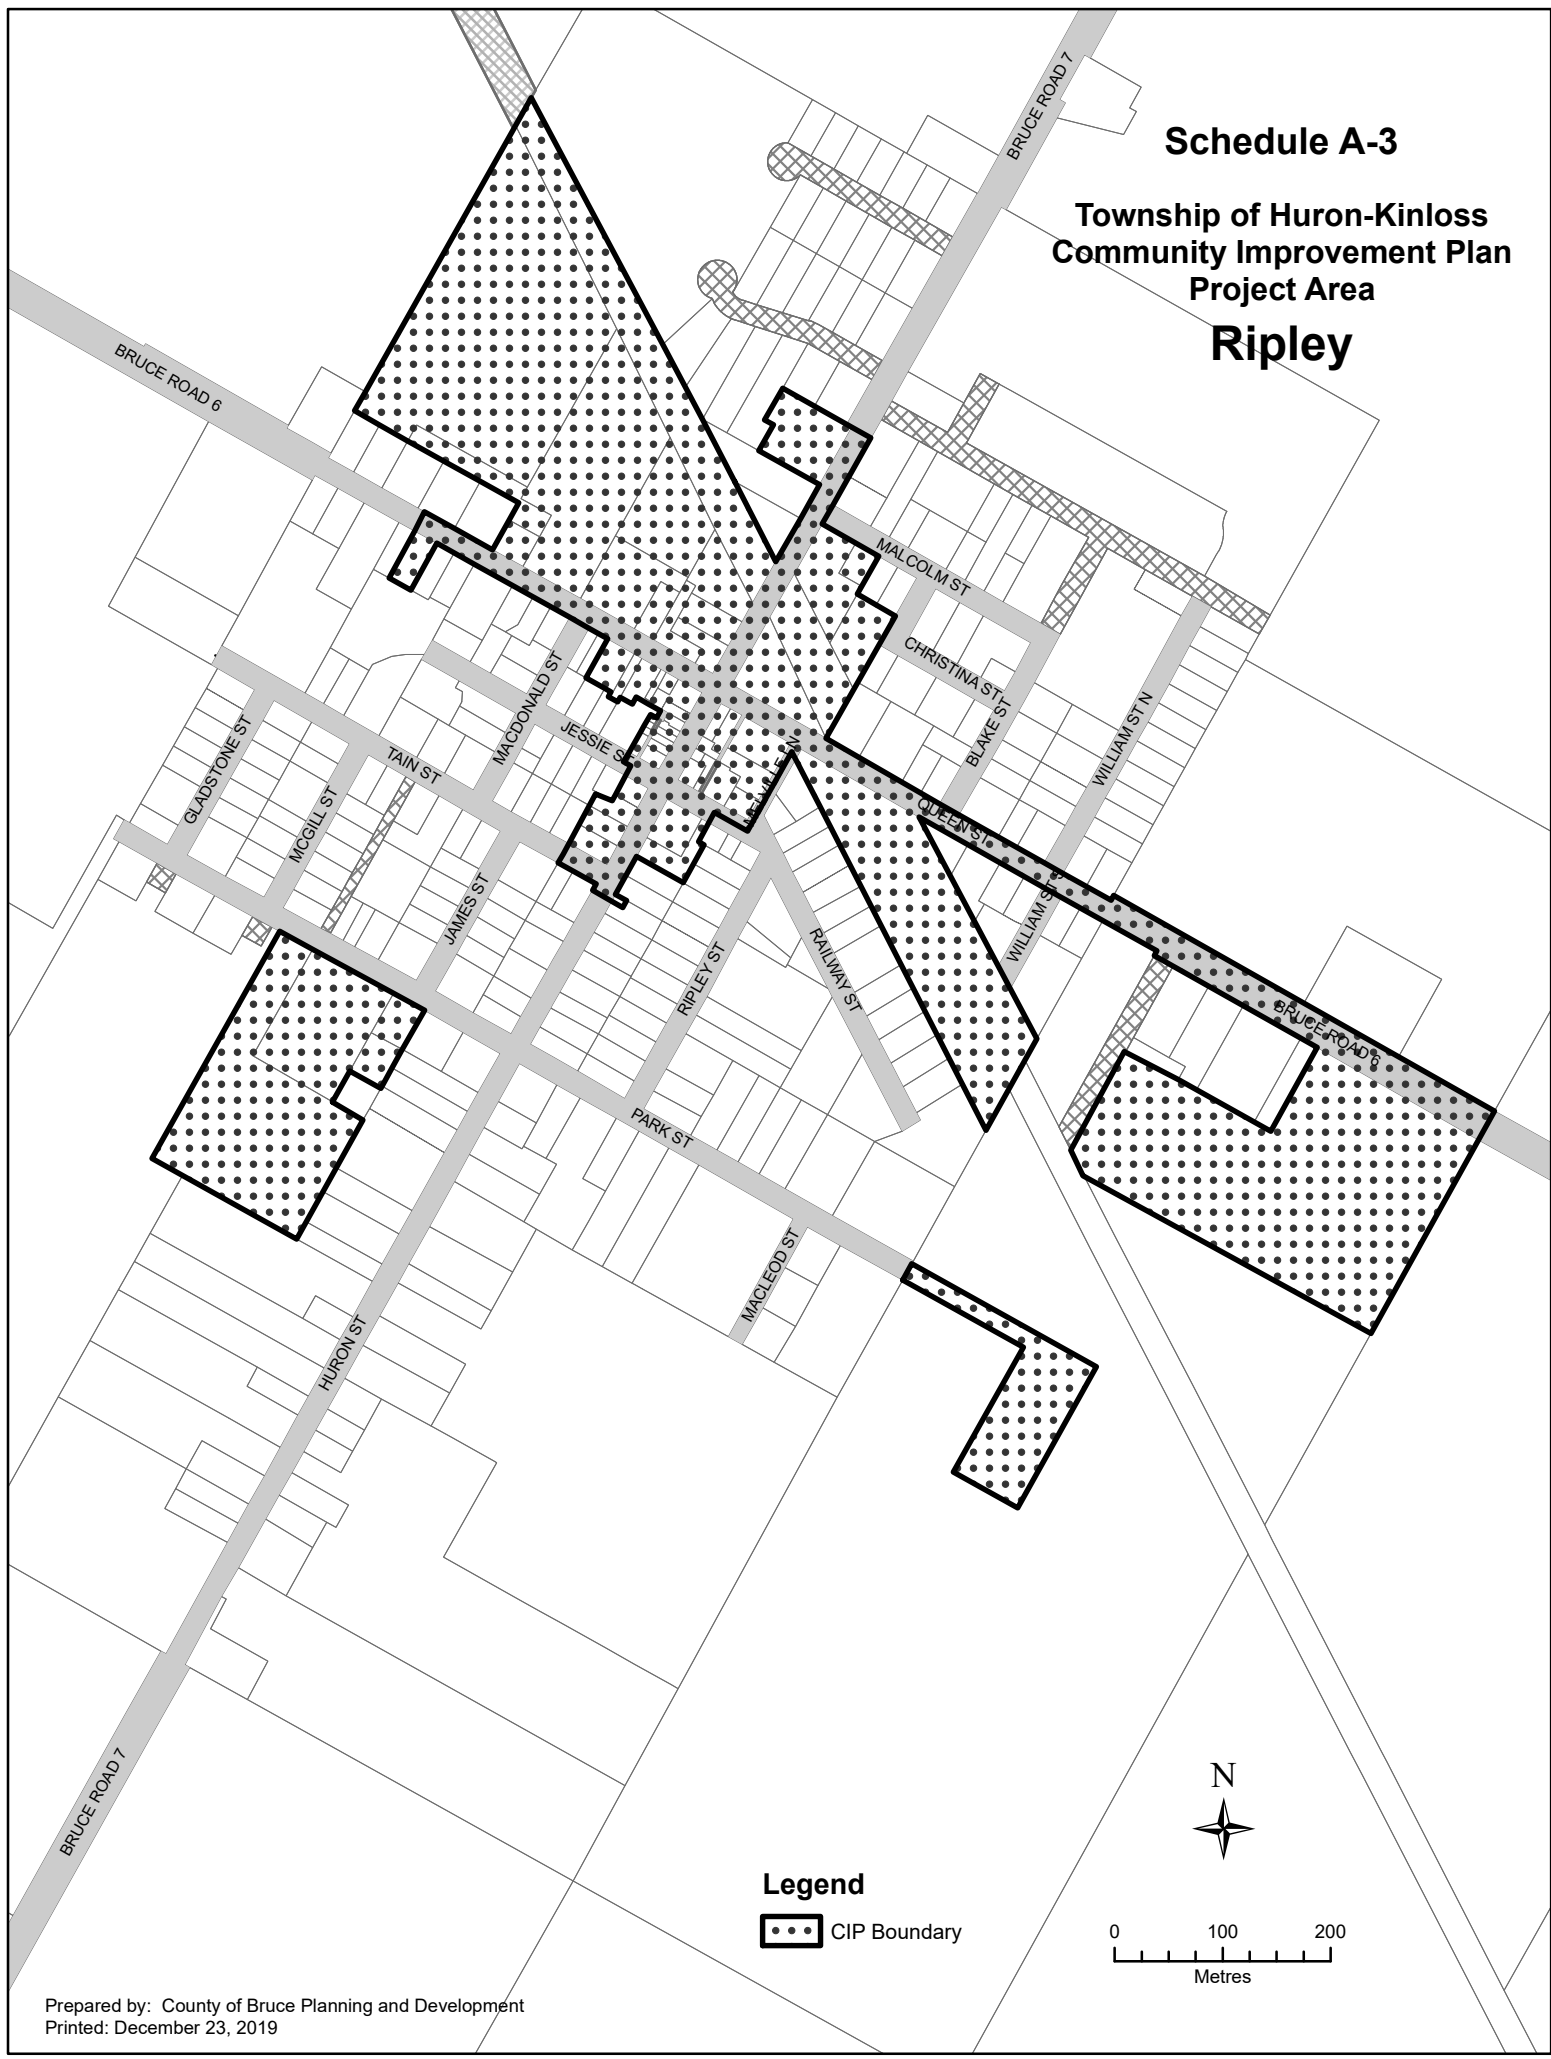 Schedule A-3
Township of Huron-Kinloss
Community Improvement Plan
Project Area
Ripley
BRUCE ROAD 7
BRUCE ROAD 6
MALCOLM ST
CHRISTINA ST
BLAKE ST
WILLIAM ST N
MACDONALD ST
JESSIE ST
MELVILLE LN
QUEEN ST
GLADSTONE ST
TAIN ST
MCGILL ST
JAMES ST
RIPLEY ST
RAILWAY ST
WILLIAM ST S
BRUCE ROAD 6
PARK ST
MACLEOD ST
HURON ST
BRUCE ROAD 7
N
Legend
CIP Boundary
0 100 200
Metres
Prepared by: County of Bruce Planning and Development
Printed: December 23, 2019